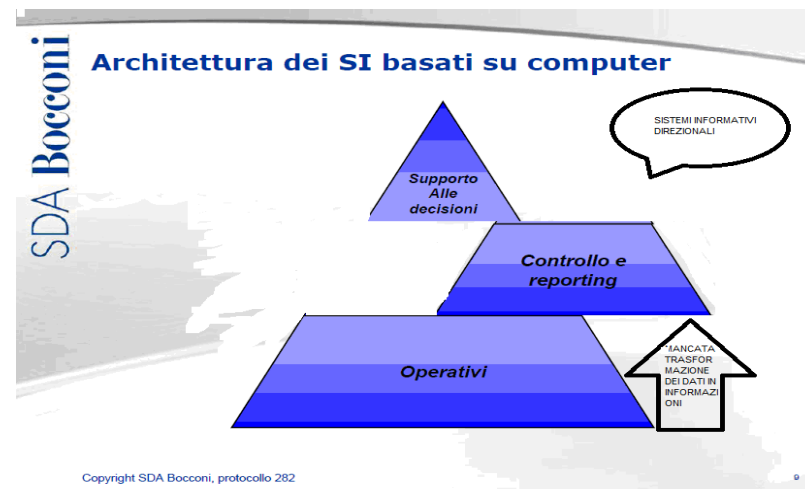 SDA Bocconi
Architettura dei SI basati su computer
SISTEMI INFORMATIVI
DIREZIONALI
Supporto
Alle
decisioni
Controllo e
reporting
Operativi
MANCATA
TRASFOR
MAZIONE
DEI DATI IN
INFORMAZI
ONI
Copyright SDA Bocconi, protocollo 282
9